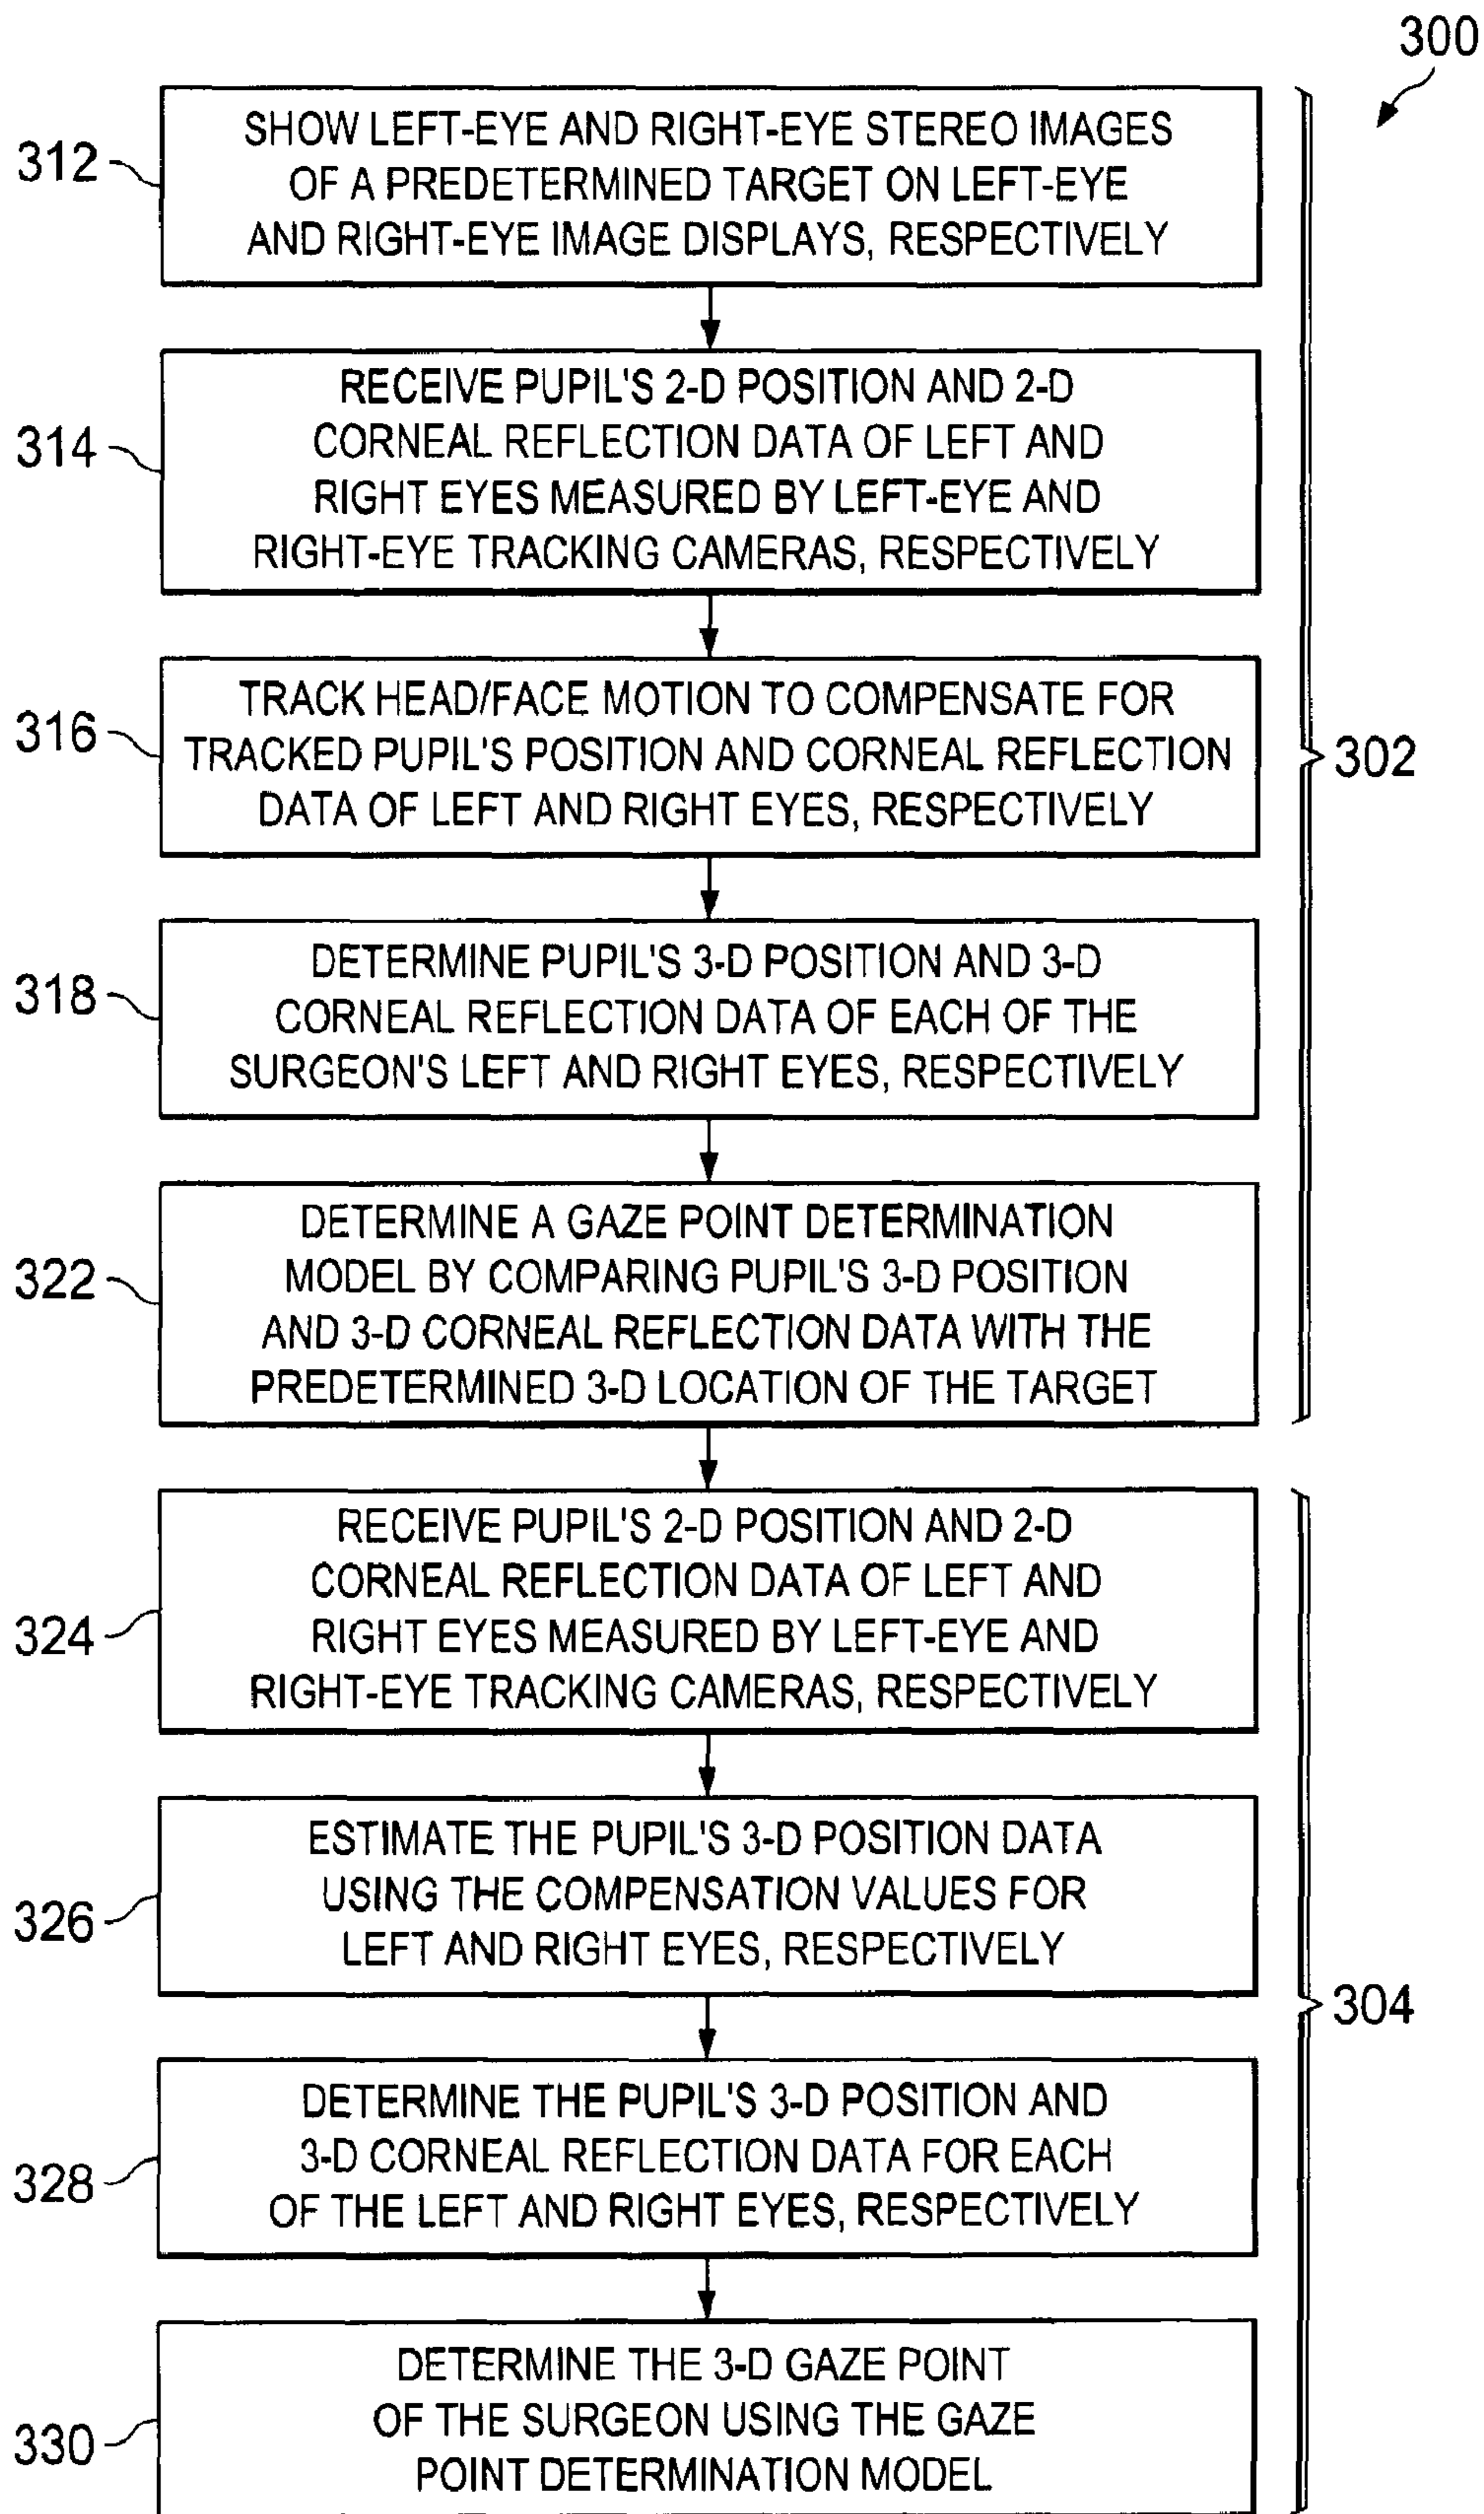 300
312
SHOW LEFT-EYE AND RIGHT-EYE STEREO IMAGES
OF A PREDETERMINED TARGET ON LEFT-EYE
AND RIGHT-EYE IMAGE DISPLAYS, RESPECTIVELY
314
RECEIVE PUPIL'S 2-D POSITION AND 2-D
CORNEAL REFLECTION DATA OF LEFT AND
RIGHT EYES MEASURED BY LEFT-EYE AND
RIGHT-EYE TRACKING CAMERAS, RESPECTIVELY
316
TRACK HEAD/FACE MOTION TO COMPENSATE FOR
TRACKED PUPIL'S POSITION AND CORNEAL REFLECTION
DATA OF LEFT AND RIGHT EYES, RESPECTIVELY
302
318
DETERMINE PUPIL'S 3-D POSITION AND 3-D
CORNEAL REFLECTION DATA OF EACH OF THE
SURGEON'S LEFT AND RIGHT EYES, RESPECTIVELY
322
DETERMINE A GAZE POINT DETERMINATION
MODEL BY COMPARING PUPIL'S 3-D POSITION
AND 3-D CORNEAL REFLECTION DATA WITH THE
PREDETERMINED 3-D LOCATION OF THE TARGET
324
RECEIVE PUPIL'S 2-D POSITION AND 2-D
CORNEAL REFLECTION DATA OF LEFT AND
RIGHT EYES MEASURED BY LEFT-EYE AND
RIGHT-EYE TRACKING CAMERAS, RESPECTIVELY
326
ESTIMATE THE PUPIL'S 3-D POSITION DATA
USING THE COMPENSATION VALUES FOR
LEFT AND RIGHT EYES, RESPECTIVELY
304
328
DETERMINE THE PUPIL'S 3-D POSITION AND
3-D CORNEAL REFLECTION DATA FOR EACH
OF THE LEFT AND RIGHT EYES, RESPECTIVELY
330
DETERMINE THE 3-D GAZE POINT
OF THE SURGEON USING THE GAZE
POINT DETERMINATION MODEL